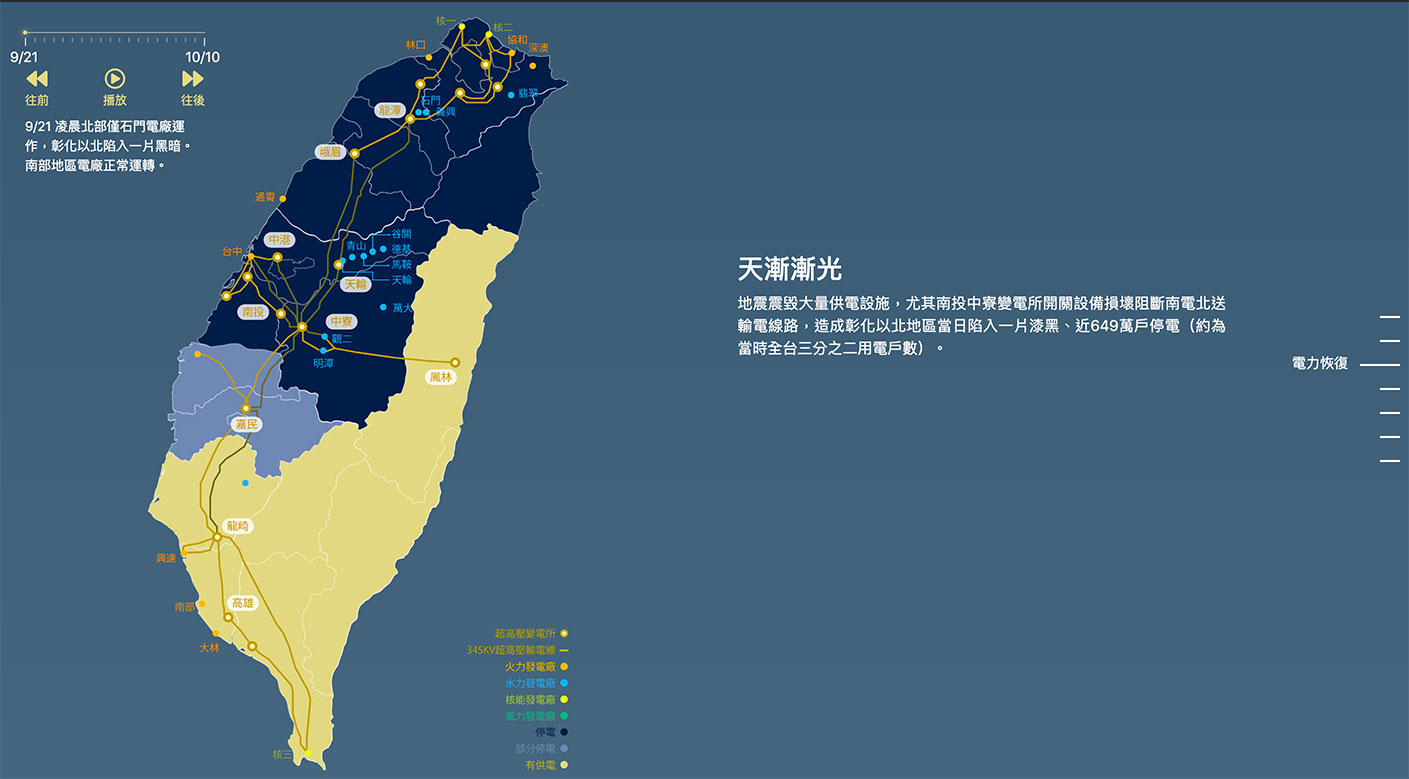 9/21
10/10
往前
播放
往後
9/21 凌晨北部僅石門電廠運
作，彰化以北陷入一片黑暗。
南部地區電廠正常運轉。
核一
核二
林口
協和
深澳
翡翠
石門
義興
龍潭
峨眉
通霄
中港
台中
青山
谷關
德基
馬鞍
天輪
天輪
萬大
南投
中寮
觀二
明潭
鳳林
嘉民
龍崎
興達
南部
高雄
大林
核三
超高壓變電所
345KV超高壓輸電線
火力發電廠
水力發電廠
核能發電廠
風力發電廠
停電
部分停電
有供電
天漸漸光
地震震毀大量供電設施，尤其南投中寮變電所開關設備損壞阻斷南電北送
輸電線路，造成彰化以北地區當日陷入一片漆黑、近649萬戶停電（約為
當時全台三分之二用電戶數）。
電力恢復